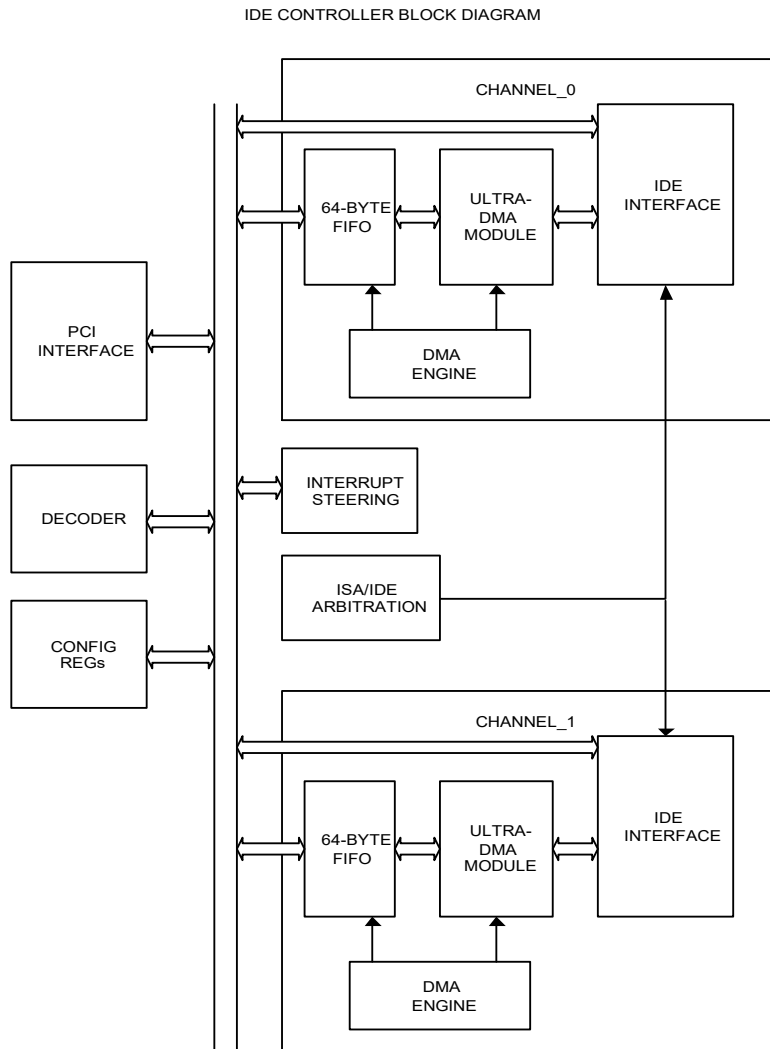 IDE CONTROLLER BLOCK DIAGRAM
CHANNEL_0
64-BYTE
FIFO
ULTRA-
DMA
MODULE
IDE
INTERFACE
PCI
INTERFACE
DMA
ENGINE
INTERRUPT
STEERING
DECODER
ISA/IDE
ARBITRATION
CONFIG
REGs
CHANNEL_1
64-BYTE
FIFO
ULTRA-
DMA
MODULE
IDE
INTERFACE
DMA
ENGINE